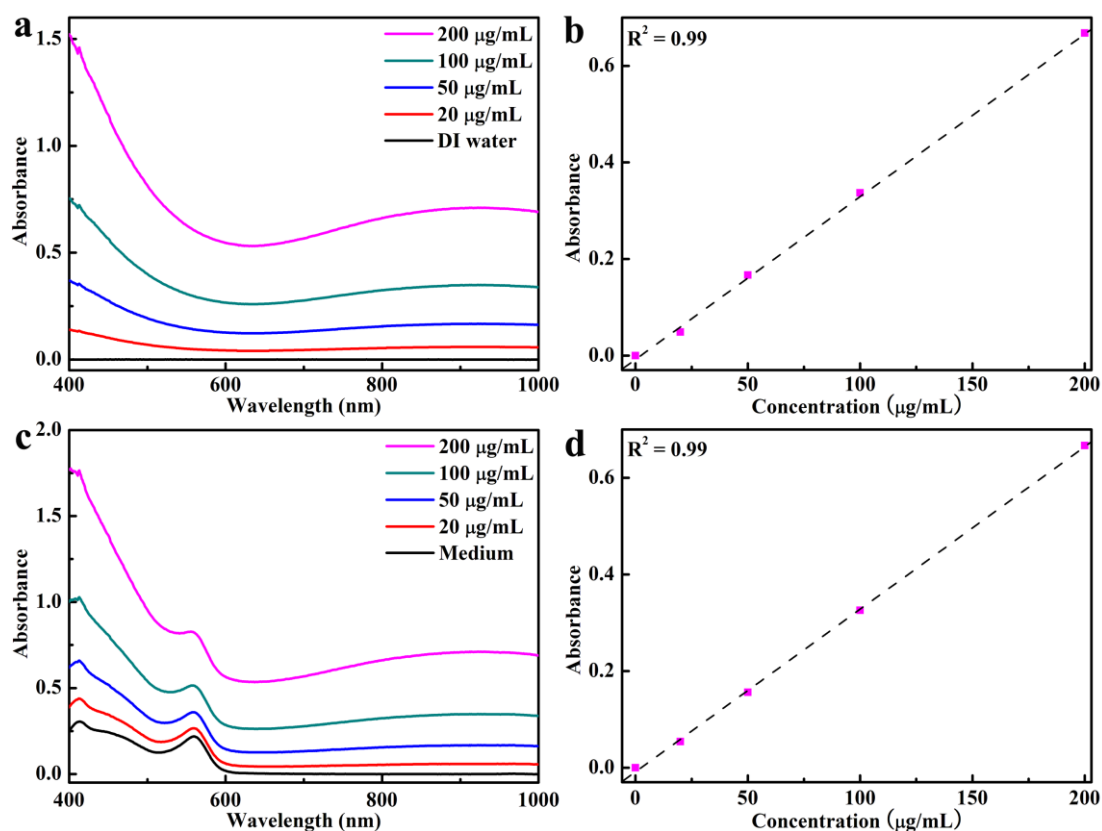 a
1.5
1.0
0.5
0.0
Absorbance
200 μg/mL
100 μg/mL
50 μg/mL
20 μg/mL
DI water
400
600
800
1000
Wavelength (nm)
b
R² = 0.99
0.6
0.4
0.2
0.0
Absorbance
0
50
100
150
200
Concentration (μg/mL)
c
2.0
1.5
1.0
0.5
0.0
Absorbance
200 μg/mL
100 μg/mL
50 μg/mL
20 μg/mL
Medium
400
600
800
1000
Wavelength (nm)
d
R² = 0.99
0.6
0.4
0.2
0.0
Absorbance
0
50
100
150
200
Concentration (μg/mL)